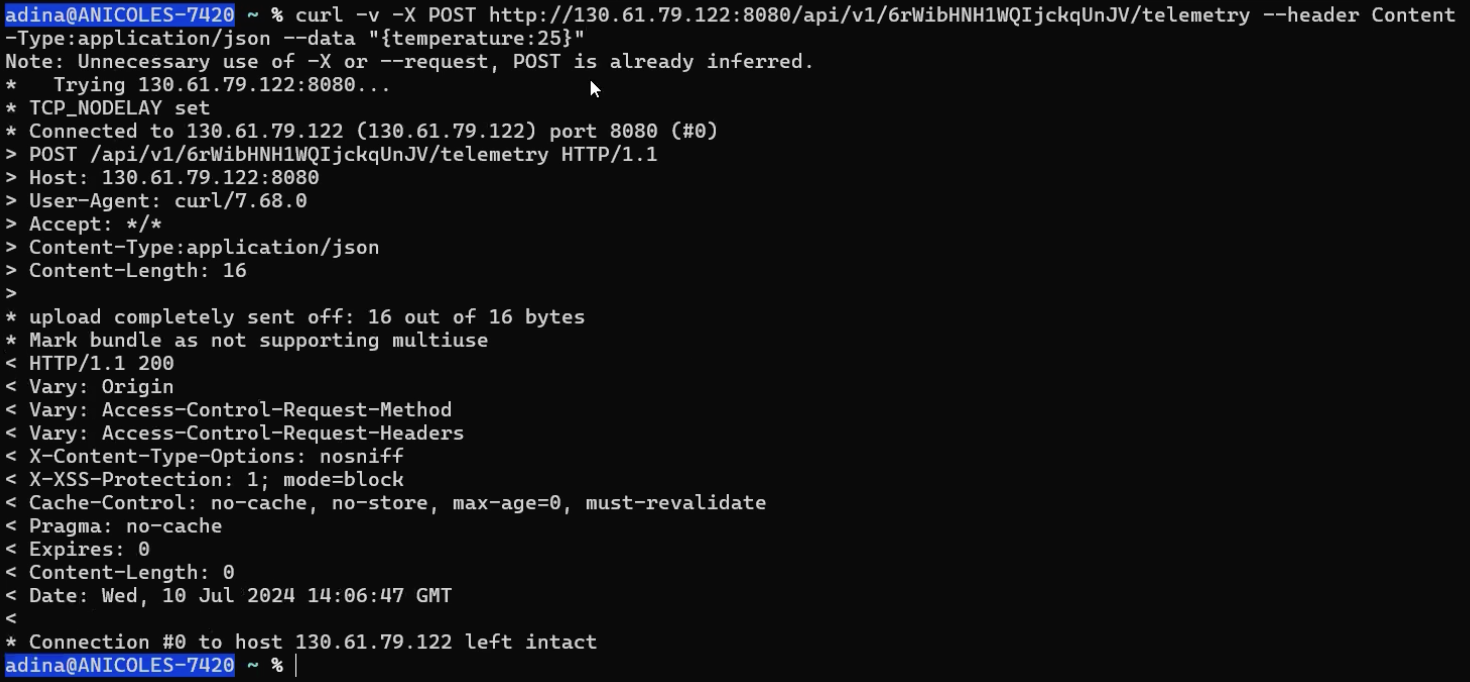 adina@ANICOLES-7420 ~ % curl -v -X POST http://130.61.79.122:8080/api/v1/6rWibHNH1WQIjckqUnJV/telemetry --header Content
-Type:application/json --data "{temperature:25}"
Note: Unnecessary use of -X or --request, POST is already inferred.
*   Trying 130.61.79.122:8080...
* TCP_NODELAY set
* Connected to 130.61.79.122 (130.61.79.122) port 8080 (#0)
> POST /api/v1/6rWibHNH1WQIjckqUnJV/telemetry HTTP/1.1
> Host: 130.61.79.122:8080
> User-Agent: curl/7.68.0
> Accept: */*
> Content-Type:application/json
> Content-Length: 16
>
* upload completely sent off: 16 out of 16 bytes
* Mark bundle as not supporting multiuse
< HTTP/1.1 200
< Vary: Origin
< Vary: Access-Control-Request-Method
< Vary: Access-Control-Request-Headers
< X-Content-Type-Options: nosniff
< X-XSS-Protection: 1; mode=block
< Cache-Control: no-cache, no-store, max-age=0, must-revalidate
< Pragma: no-cache
< Expires: 0
< Content-Length: 0
< Date: Wed, 10 Jul 2024 14:06:47 GMT
<
* Connection #0 to host 130.61.79.122 left intact
adina@ANICOLES-7420 ~ %